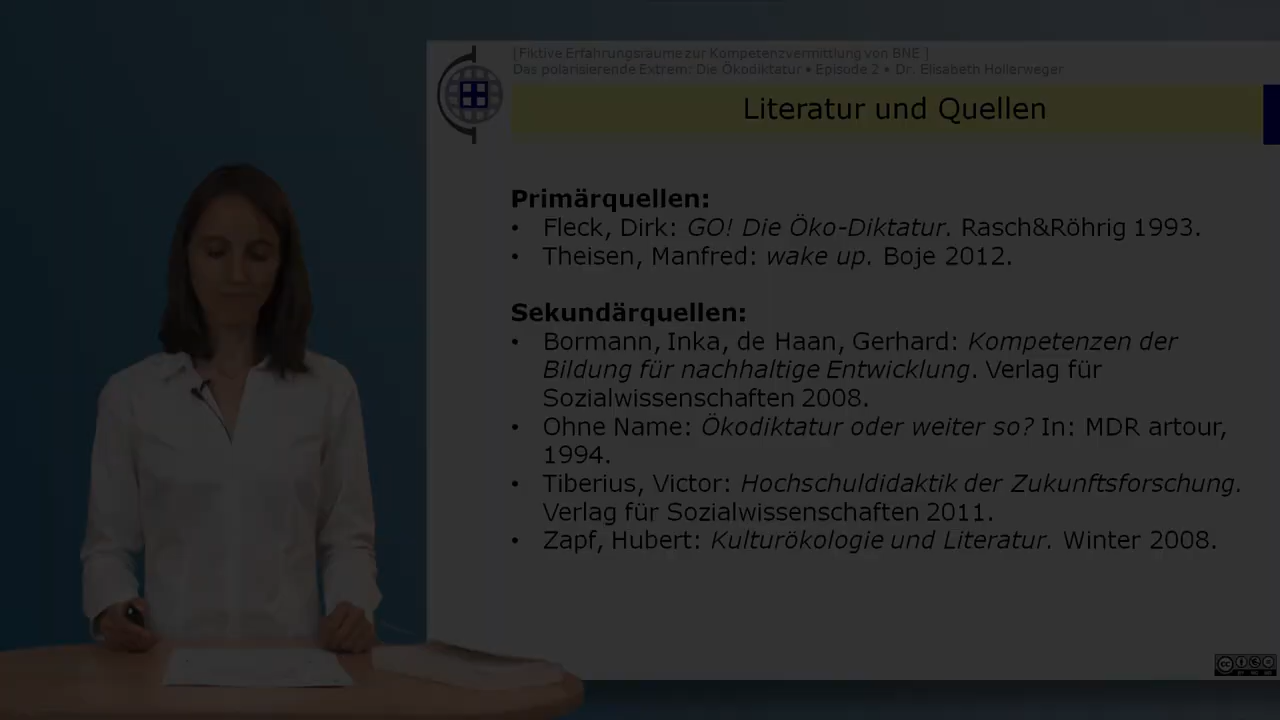 [ Fiktive Erfahrungsräume zur Kompetenzvermittlung von BNE ]
Das polarisierende Extrem: Die Ökodiktatur • Episode 2 • Dr. Elisabeth Hollerweger
Literatur und Quellen
Primärquellen:
• Fleck, Dirk: GO! Die Öko-Diktatur. Rasch&Röhrig 1993.
• Theisen, Manfred: wake up. Boje 2012.
Sekundärquellen:
• Bormann, Inka, de Haan, Gerhard: Kompetenzen der
Bildung für nachhaltige Entwicklung. Verlag für
Sozialwissenschaften 2008.
• Ohne Name: Ökodiktatur oder weiter so? In: MDR artour,
1994.
• Tiberius, Victor: Hochschuldidaktik der Zukunftsforschung.
Verlag für Sozialwissenschaften 2011.
• Zapf, Hubert: Kulturökologie und Literatur. Winter 2008.